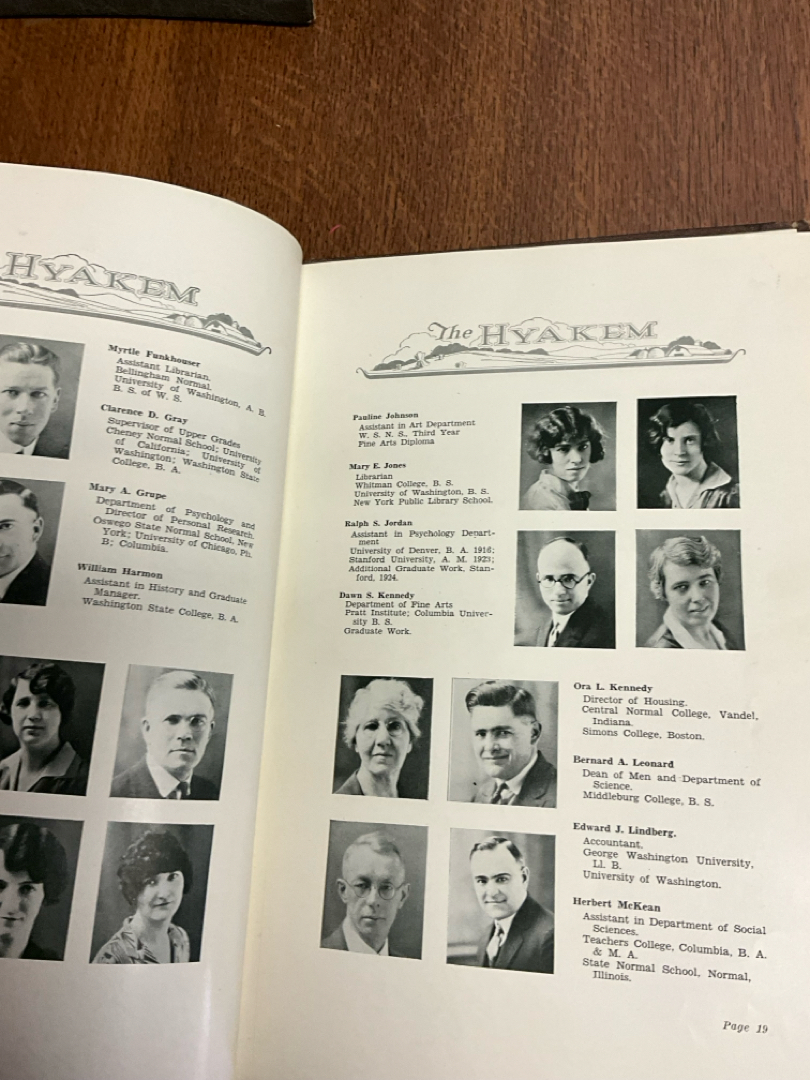 HYAKEM
Myrtle Funkhouser
Assistant Librarian.
Bellingham Normal.
University of Washington, A. B.
B. S. of W. S.
Clarence D. Gray
Supervisor of Upper Grades
Cheney Normal School; University
of California; University of
Washington; Washington State
College, B. A.
Mary A. Grupe
Department of Psychology and
Director of Personal Research.
Oswego State Normal School, New
York; University of Chicago, Ph.
B; Columbia.
William Harmon
Assistant in History and Graduate
Manager.
Washington State College, B. A.
The HYAKEM
Pauline Johnson
Assistant in Art Department
W. S. N. S., Third Year
Fine Arts Diploma
Mary E. Jones
Librarian
Whitman College, B. S.
University of Washington, B. S.
New York Public Library School.
Ralph S. Jordan
Assistant in Psychology Depart-
ment
University of Denver, B. A. 1916;
Stanford University, A. M. 1923;
Additional Graduate Work, Stan-
ford, 1924.
Dawn S. Kennedy
Department of Fine Arts
Pratt Institute; Columbia Univer-
sity B. S.
Graduate Work.
Ora L. Kennedy
Director of Housing.
Central Normal College, Vandel,
Indiana.
Simons College, Boston.
Bernard A. Leonard
Dean of Men and Department of
Science.
Middleburg College, B. S.
Edward J. Lindberg.
Accountant.
George Washington University,
Ll. B.
University of Washington.
Herbert McKean
Assistant in Department of Social
Sciences.
Teachers College, Columbia, B. A.
& M. A.
State Normal School, Normal,
Illinois.
Page 19